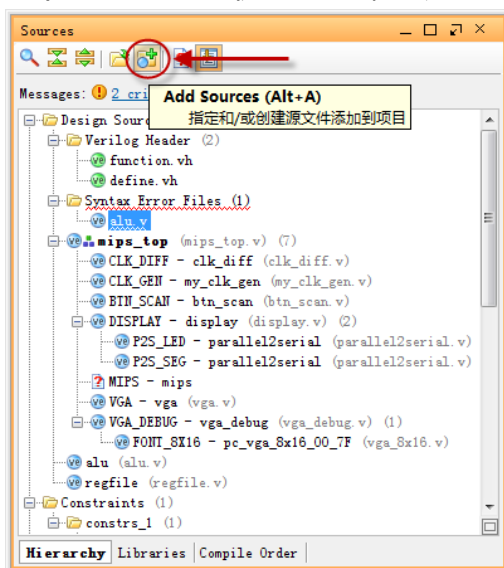 Sources
Messages: 2 cri
Add Sources (Alt+A)
指定和/或创建源文件添加到项目
Design Sour
Verilog Header (2)
function.vh
define.vh
Syntax Error Files (1)
alu.v
mips_top (mips_top.v) (7)
CLK_DIFF - clk_diff (clk_diff.v)
CLK_GEN - my_clk_gen (my_clk_gen.v)
BTN_SCAN - btn_scan (btn_scan.v)
DISPLAY - display (display.v) (2)
P2S_LED - parallel2serial (parallel2serial.v)
P2S_SEG - parallel2serial (parallel2serial.v)
MIPS - mips
VGA - vga (vga.v)
VGA_DEBUG - vga_debug (vga_debug.v) (1)
FONT_8X16 - pc_vga_8x16_00_7F (vga_8x16.v)
alu (alu.v)
regfile (regfile.v)
Constraints (1)
constrs_1 (1)
Hierarchy Libraries Compile Order